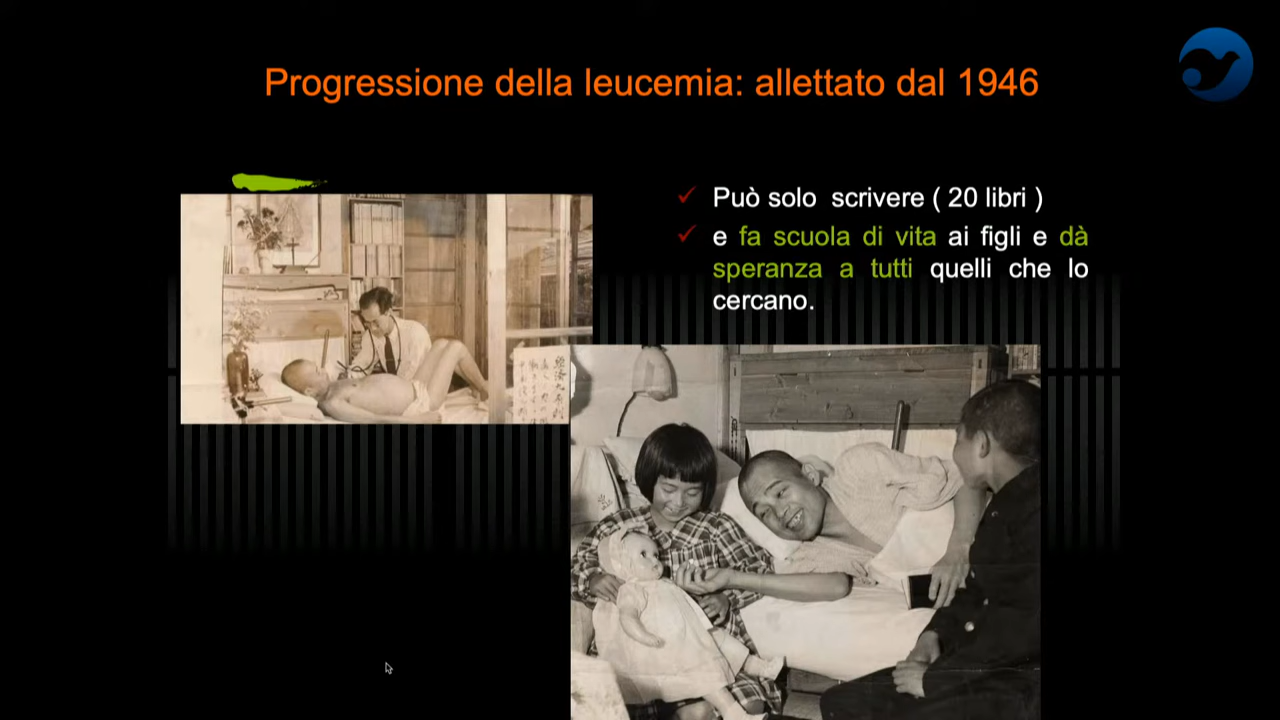 Progressione della leucemia: allettato dal 1946
Può solo scrivere ( 20 libri )
e fa scuola di vita ai figli e dà
speranza a tutti quelli che lo
cercano.